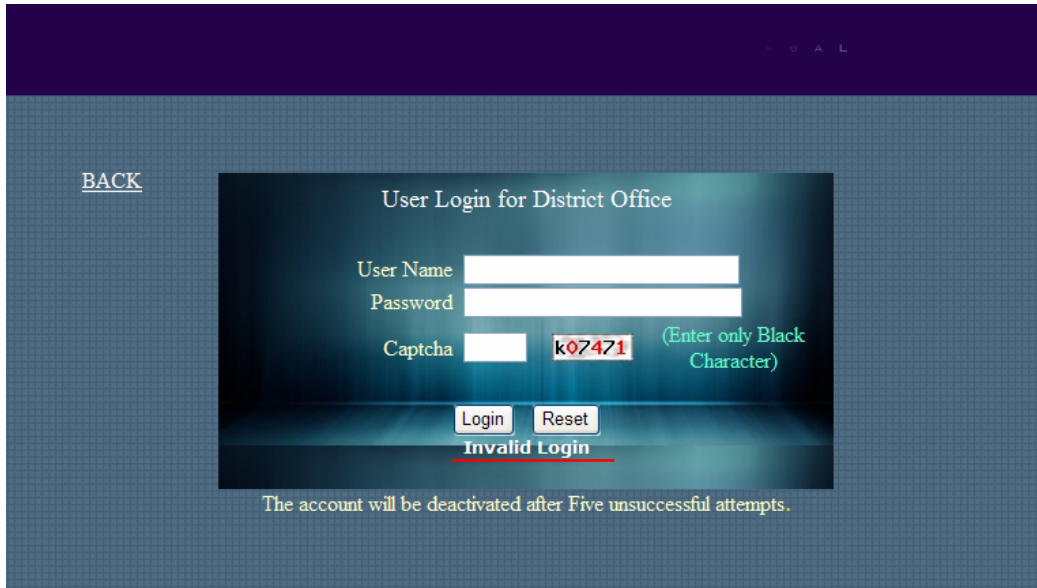 BACK
User Login for District Office
User Name
Password
Captcha k07471 (Enter only Black Character)
Login Reset
Invalid Login
The account will be deactivated after Five unsuccessful attempts.